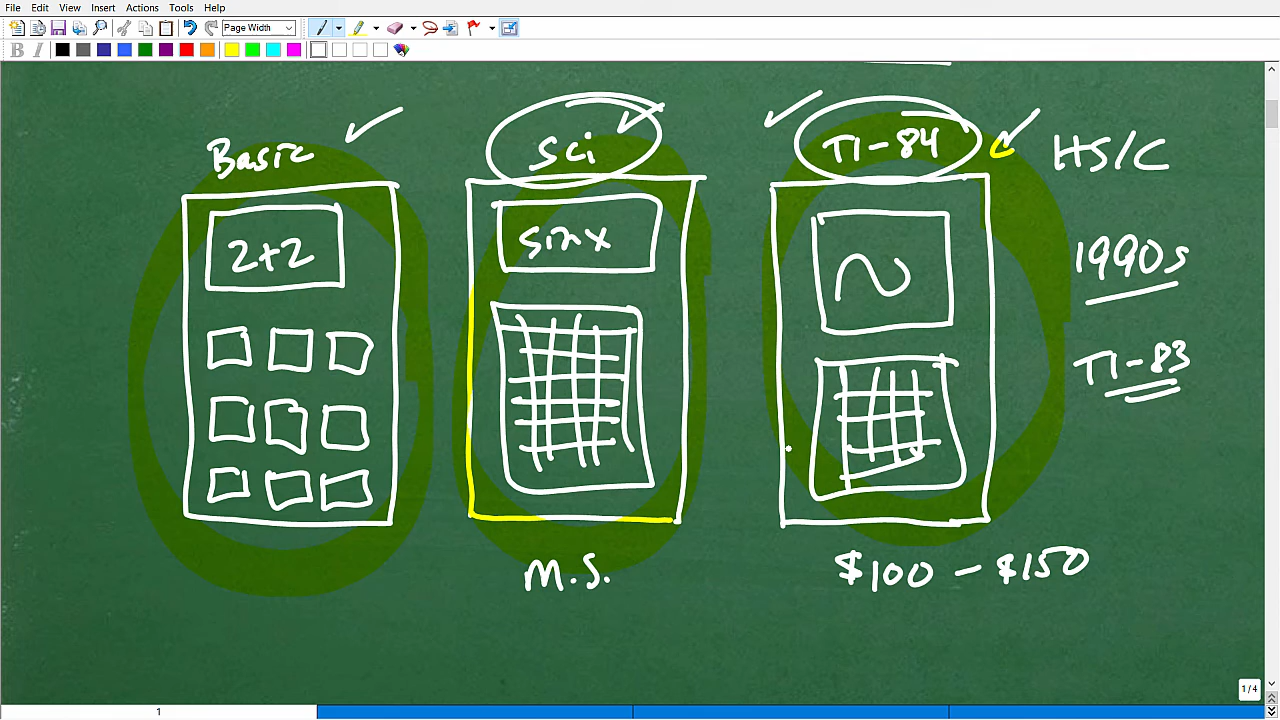 File Edit View Insert Actions Tools Help
Page Width
B I
Basic
Sci
TI-84
HS/C
2+2
sinx
1990s
TI-83
M.S.
$100 - $150
1/4
1